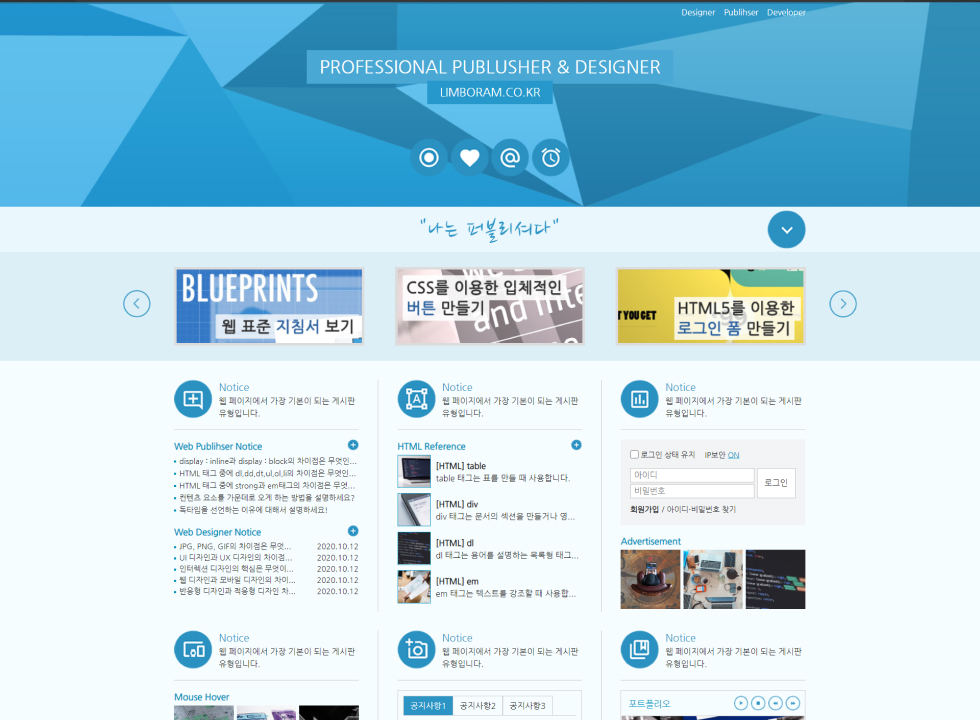 Designer Publihser Developer
PROFESSIONAL PUBLUSHER & DESIGNER
LIMBORAM.CO.KR
"나는 퍼블리셔다"
BLUEPRINTS
웹 표준 지침서 보기
CSS를 이용한 입체적인
버튼 만들기
HTML5를 이용한
로그인 폼 만들기
Notice
웹 페이지에서 가장 기본이 되는 게시판
유형입니다.
Notice
웹 페이지에서 가장 기본이 되는 게시판
유형입니다.
Notice
웹 페이지에서 가장 기본이 되는 게시판
유형입니다.
Web Publihser Notice
display : inline과 display : block의 차이점은 무엇인...
HTML 태그 중에 dl,dd,dt,ul,ol,li의 차이점은 무엇인...
HTML 태그 중에 strong과 em태그의 차이점은 무엇...
컨텐츠 요소를 가운데로 오게 하는 방법을 설명하세요?
독타입을 선언하는 이유에 대해서 설명하세요!
Web Designer Notice
JPG, PNG, GIF의 차이점은 무엇... 2020.10.12
UI 디자인과 UX 디자인의 차이점... 2020.10.12
인터렉션 디자인의 핵심은 무엇이... 2020.10.12
웹 디자인과 모바일 디자인의 차이... 2020.10.12
반응형 디자인과 적응형 디자인 차... 2020.10.12
HTML Reference
[HTML] table
table 태그는 표를 만들 때 사용합니다.
[HTML] div
div 태그는 문서의 섹션을 만들거나 영...
[HTML] dl
dl 태그는 용어를 설명하는 목록형 태그...
[HTML] em
em 태그는 텍스트를 강조할 때 사용합...
로그인 상태 유지 IP보안 ON
아이디
비밀번호
로그인
회원가입 / 아이디·비밀번호 찾기
Advertisement
Notice
웹 페이지에서 가장 기본이 되는 게시판
유형입니다.
Notice
웹 페이지에서 가장 기본이 되는 게시판
유형입니다.
Notice
웹 페이지에서 가장 기본이 되는 게시판
유형입니다.
Mouse Hover
공지사항1 공지사항2 공지사항3
포트폴리오